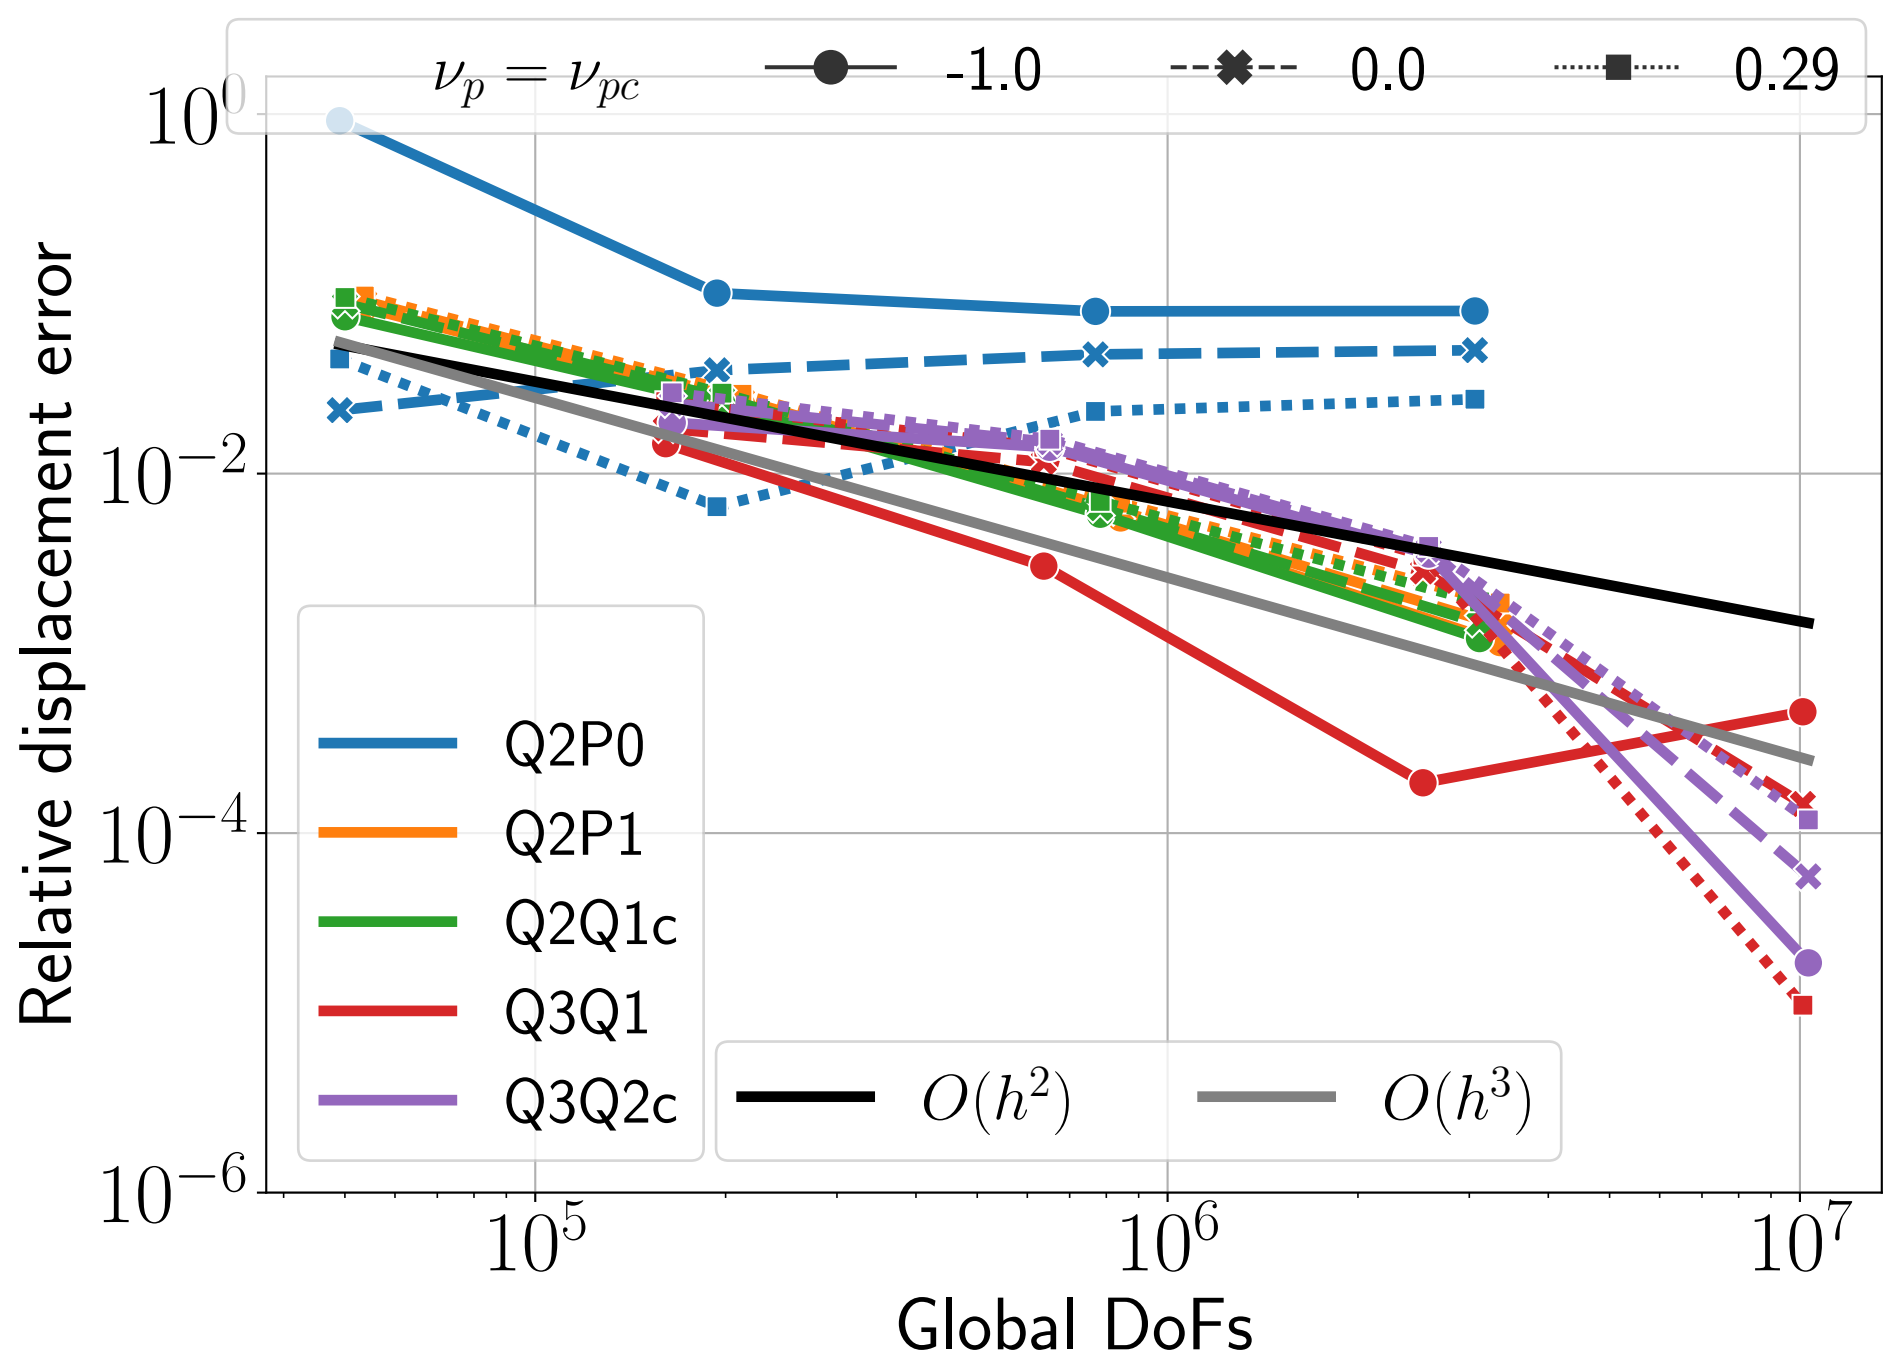 ν_p = ν_pc -1.0 0.0 0.29
10^0
10^−2
10^−4
10^−6
Relative displacement error
Q2P0
Q2P1
Q2Q1c
Q3Q1
Q3Q2c
O(h^2) O(h^3)
10^5 10^6 10^7
Global DoFs